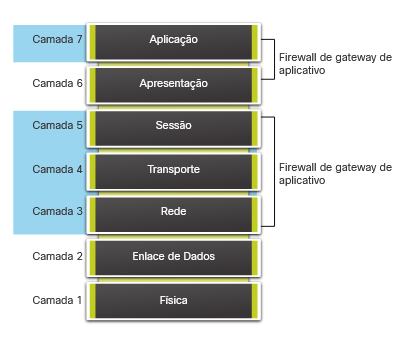 Camada 7 Aplicação
Firewall de gateway de
aplicativo
Camada 6 Apresentação
Camada 5 Sessão
Camada 4 Transporte
Firewall de gateway de
aplicativo
Camada 3 Rede
Camada 2 Enlace de Dados
Camada 1 Física